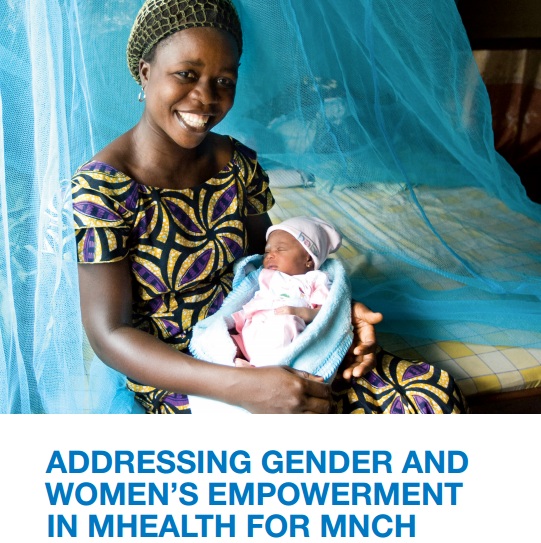 ADDRESSING GENDER AND
WOMEN'S EMPOWERMENT
IN MHEALTH FOR MNCH